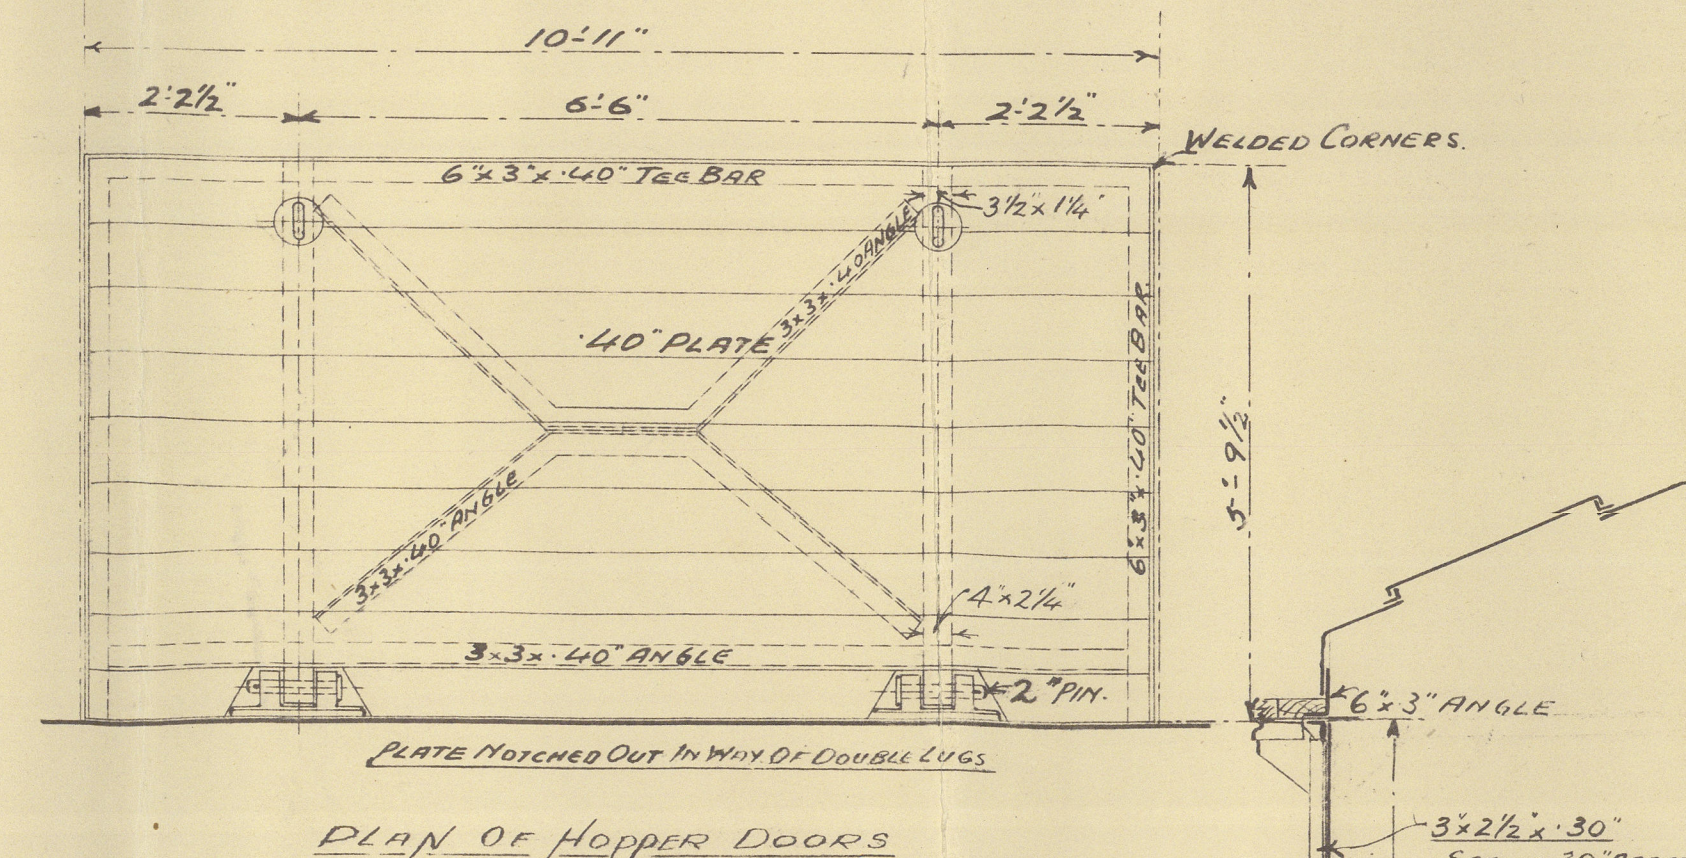 10'-11"
2'-2½" 6'-6" 2'-2½"
WELDED CORNERS.
6"x3"x.40" TEE BAR
3½"x1¼"
3x3x.40 ANGLE
.40" PLATE
6"x3"x.40" TEE BAR
5'-9½"
3x3x.40" ANGLE
4"x2¼"
3x3x.40" ANGLE
2" PIN.
6"x3" ANGLE
PLATE NOTCHED OUT IN WAY OF DOUBLE LUGS
PLAN OF HOPPER DOORS
3"x2½"x.30"